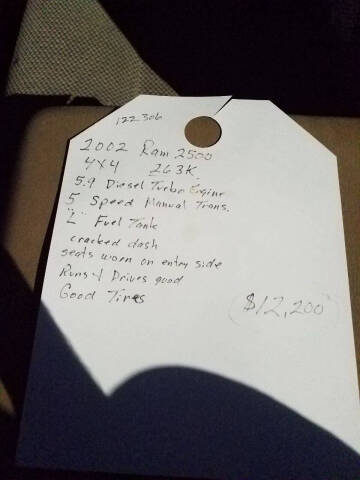 122306
2002 Ram 2500
4X4 263K
5.9 Diesel Turbo Engine
5 Speed Manual Trans.
"L" Fuel Tank
cracked dash
seats worn on entry side
Runs & Drives good
Good Tires
$12,200